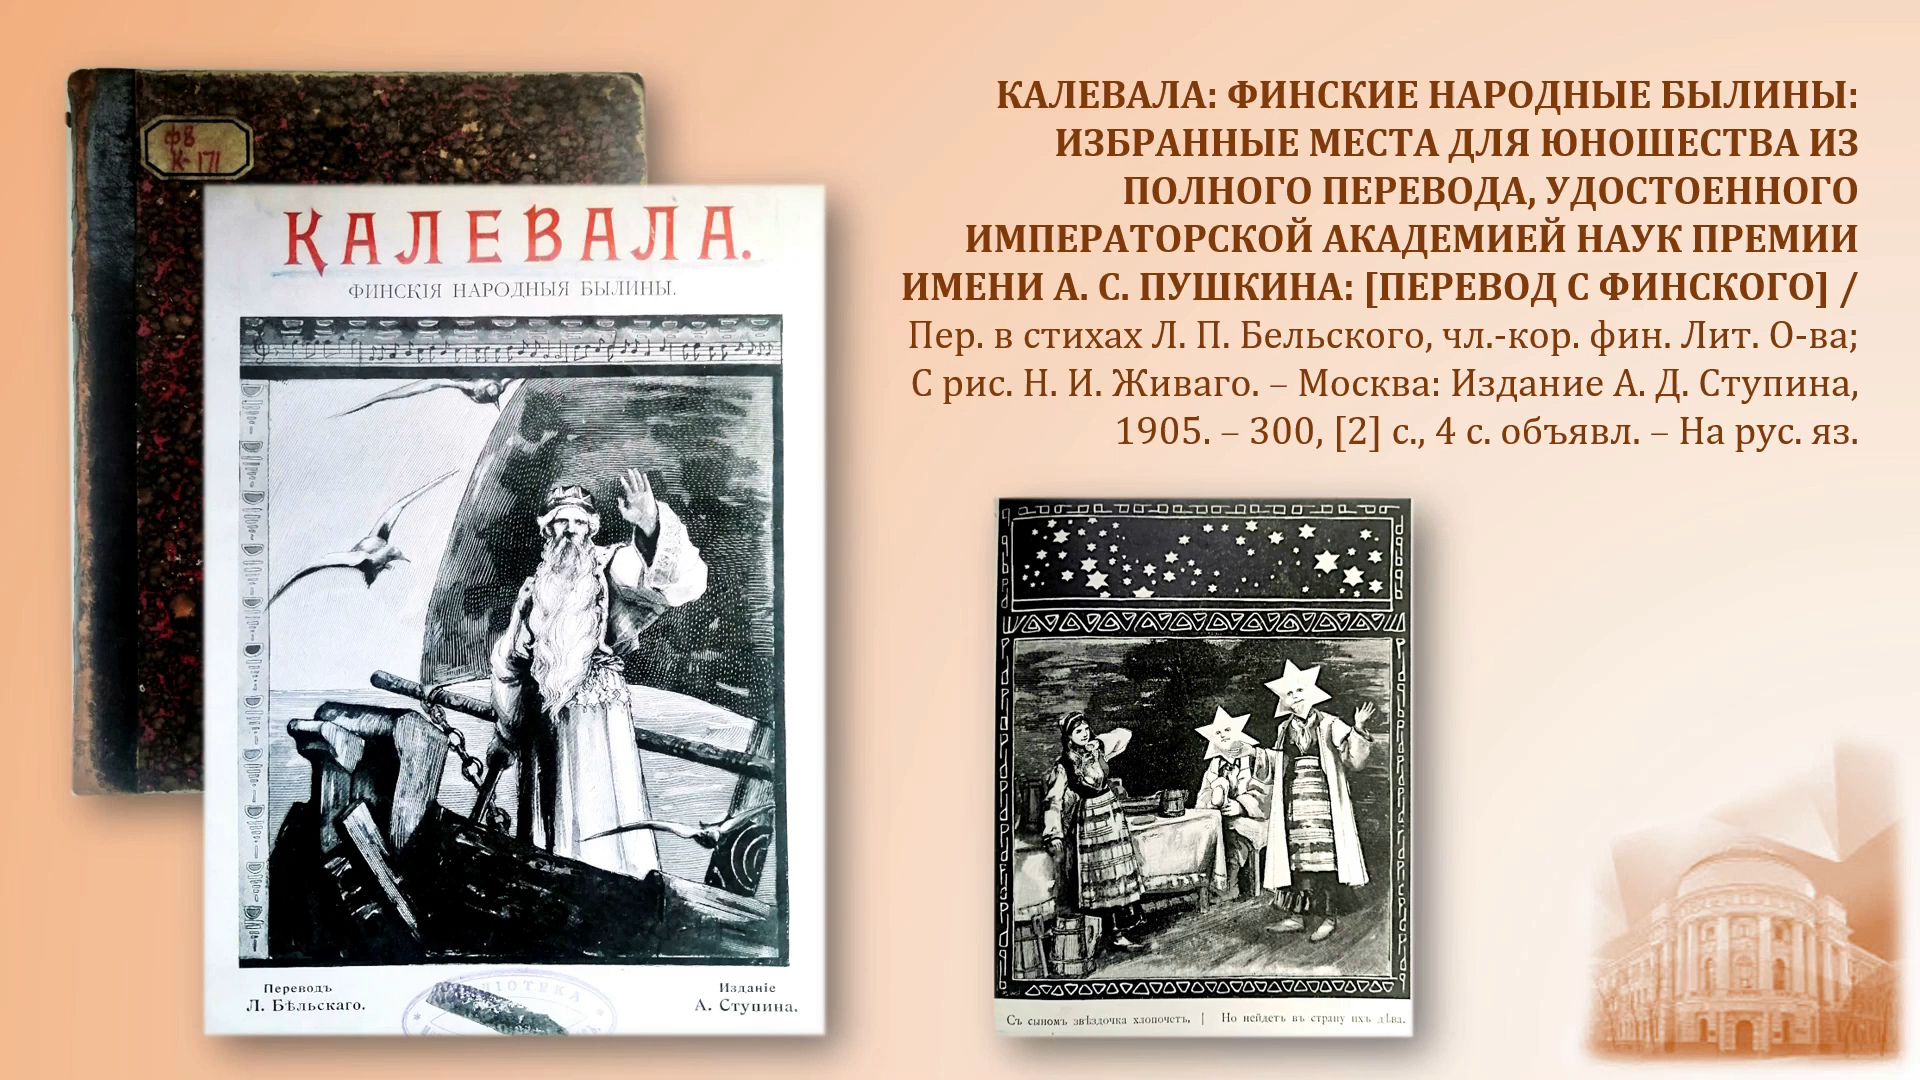 КАЛЕВАЛА: ФИНСКИЕ НАРОДНЫЕ БЫЛИНЫ:
ИЗБРАННЫЕ МЕСТА ДЛЯ ЮНОШЕСТВА ИЗ
ПОЛНОГО ПЕРЕВОДА, УДОСТОЕННОГО
ИМПЕРАТОРСКОЙ АКАДЕМИЕЙ НАУК ПРЕМИИ
ИМЕНИ А. С. ПУШКИНА: [ПЕРЕВОД С ФИНСКОГО] /
Пер. в стихах Л. П. Бельского, чл.-кор. фин. Лит. О-ва;
С рис. Н. И. Живаго. – Москва: Издание А. Д. Ступина,
1905. – 300, [2] с., 4 с. объявл. – На рус. яз.
ф8
К-171
КАЛЕВАЛА.
ФИНСКІЯ НАРОДНЫЯ БЫЛИНЫ.
Переводъ
Л. Бѣльскаго.
Изданіе
А. Ступина.
Съ сыномъ звѣздочка хлопочетъ, | Но нейдетъ въ страну ихъ дѣва.